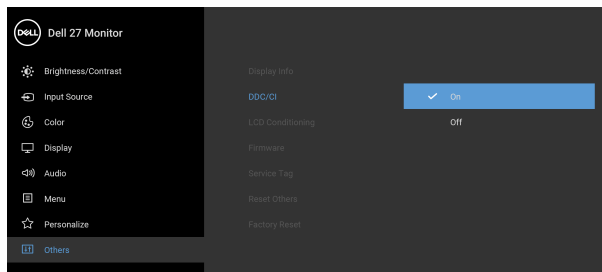 DELL Dell 27 Monitor
Brightness/Contrast
Input Source
Color
Display
Audio
Menu
Personalize
Others
Display Info
DDC/CI
LCD Conditioning
Firmware
Service Tag
Reset Others
Factory Reset
On
Off